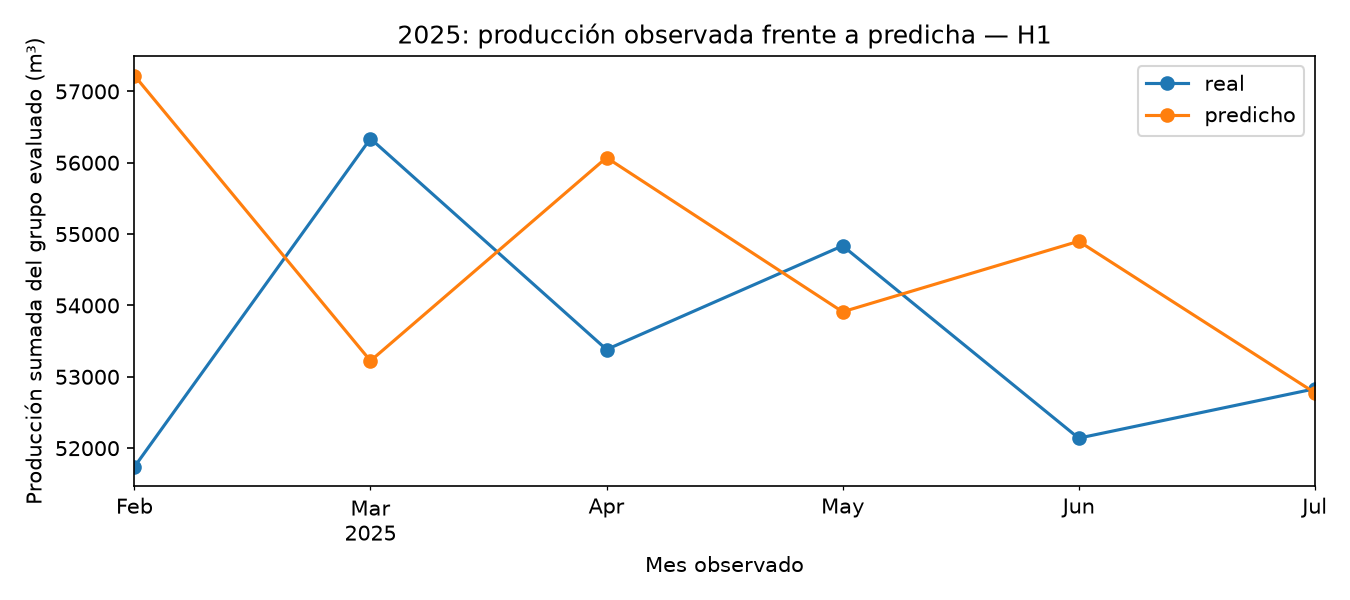 2025: producción observada frente a predicha — H1
Producción sumada del grupo evaluado (m³)
57000
56000
55000
54000
53000
52000
real
predicho
Feb
Mar
2025
Apr
May
Jun
Jul
Mes observado